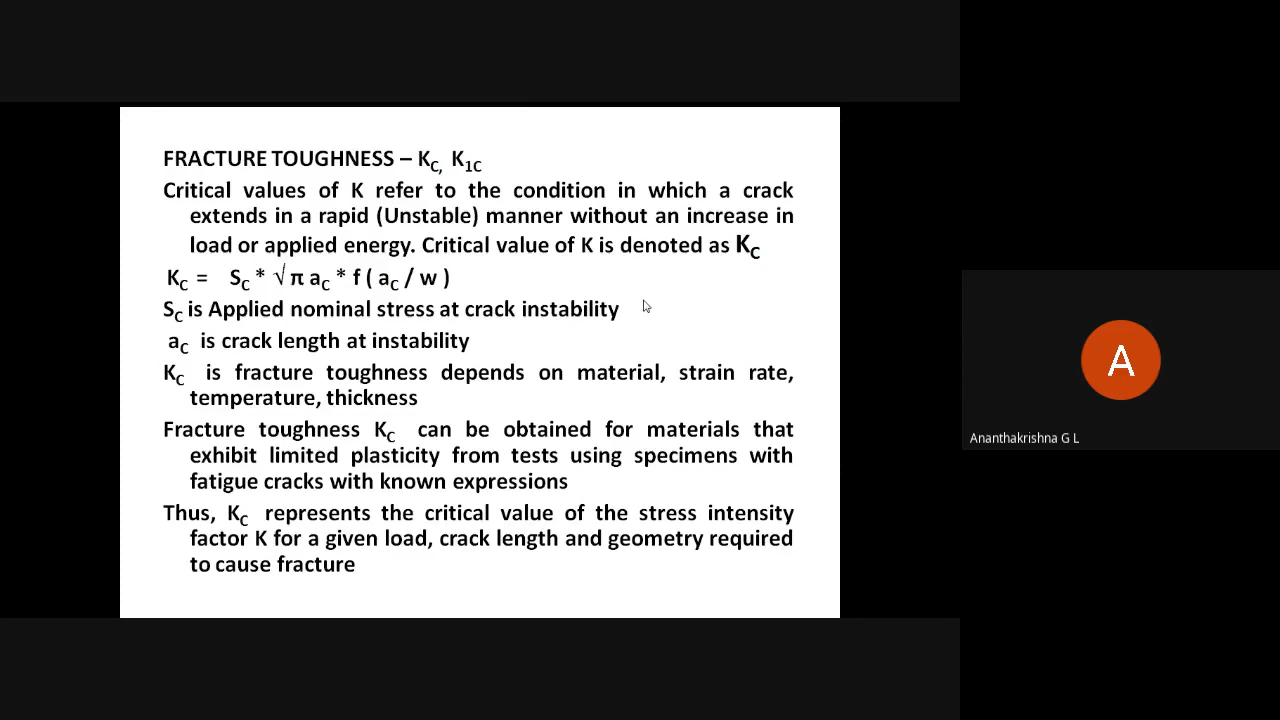 FRACTURE TOUGHNESS – KC, K1C
Critical values of K refer to the condition in which a crack
extends in a rapid (Unstable) manner without an increase in
load or applied energy. Critical value of K is denoted as KC
KC = SC * √ π aC * f ( aC / w )
SC is Applied nominal stress at crack instability
aC is crack length at instability
KC is fracture toughness depends on material, strain rate,
temperature, thickness
Fracture toughness KC can be obtained for materials that
exhibit limited plasticity from tests using specimens with
fatigue cracks with known expressions
Thus, KC represents the critical value of the stress intensity
factor K for a given load, crack length and geometry required
to cause fracture
A
Ananthakrishna G L